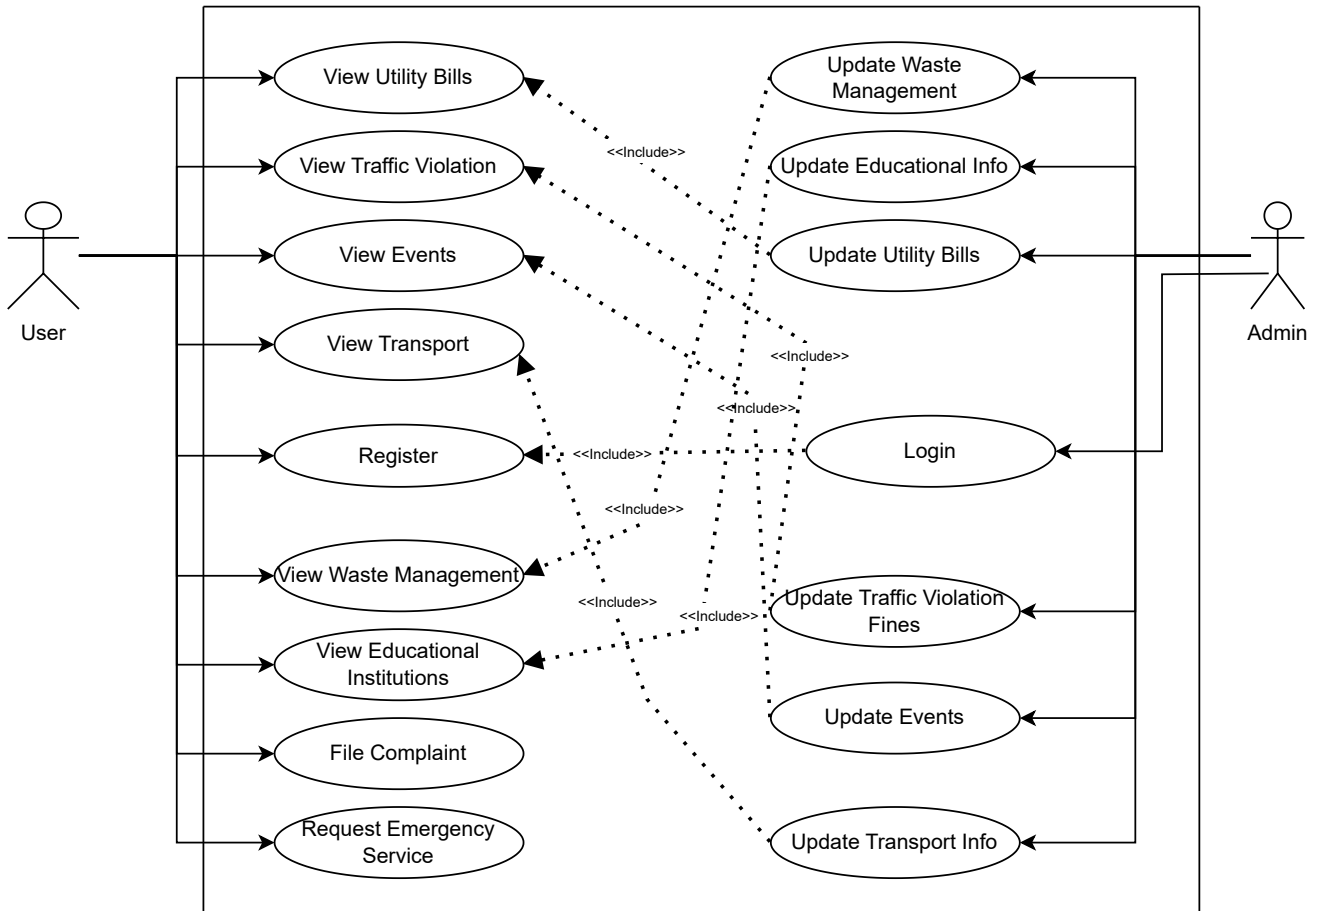 View Utility Bills
Update Waste
Management
<<Include>>
View Traffic Violation
Update Educational Info
View Events
Update Utility Bills
User
Admin
View Transport
<<Include>>
<<Include>>
Register
<<Include>>
Login
<<Include>>
View Waste Management
<<Include>>
<<Include>>
Update Traffic Violation
Fines
View Educational
Institutions
Update Events
File Complaint
Request Emergency
Service
Update Transport Info